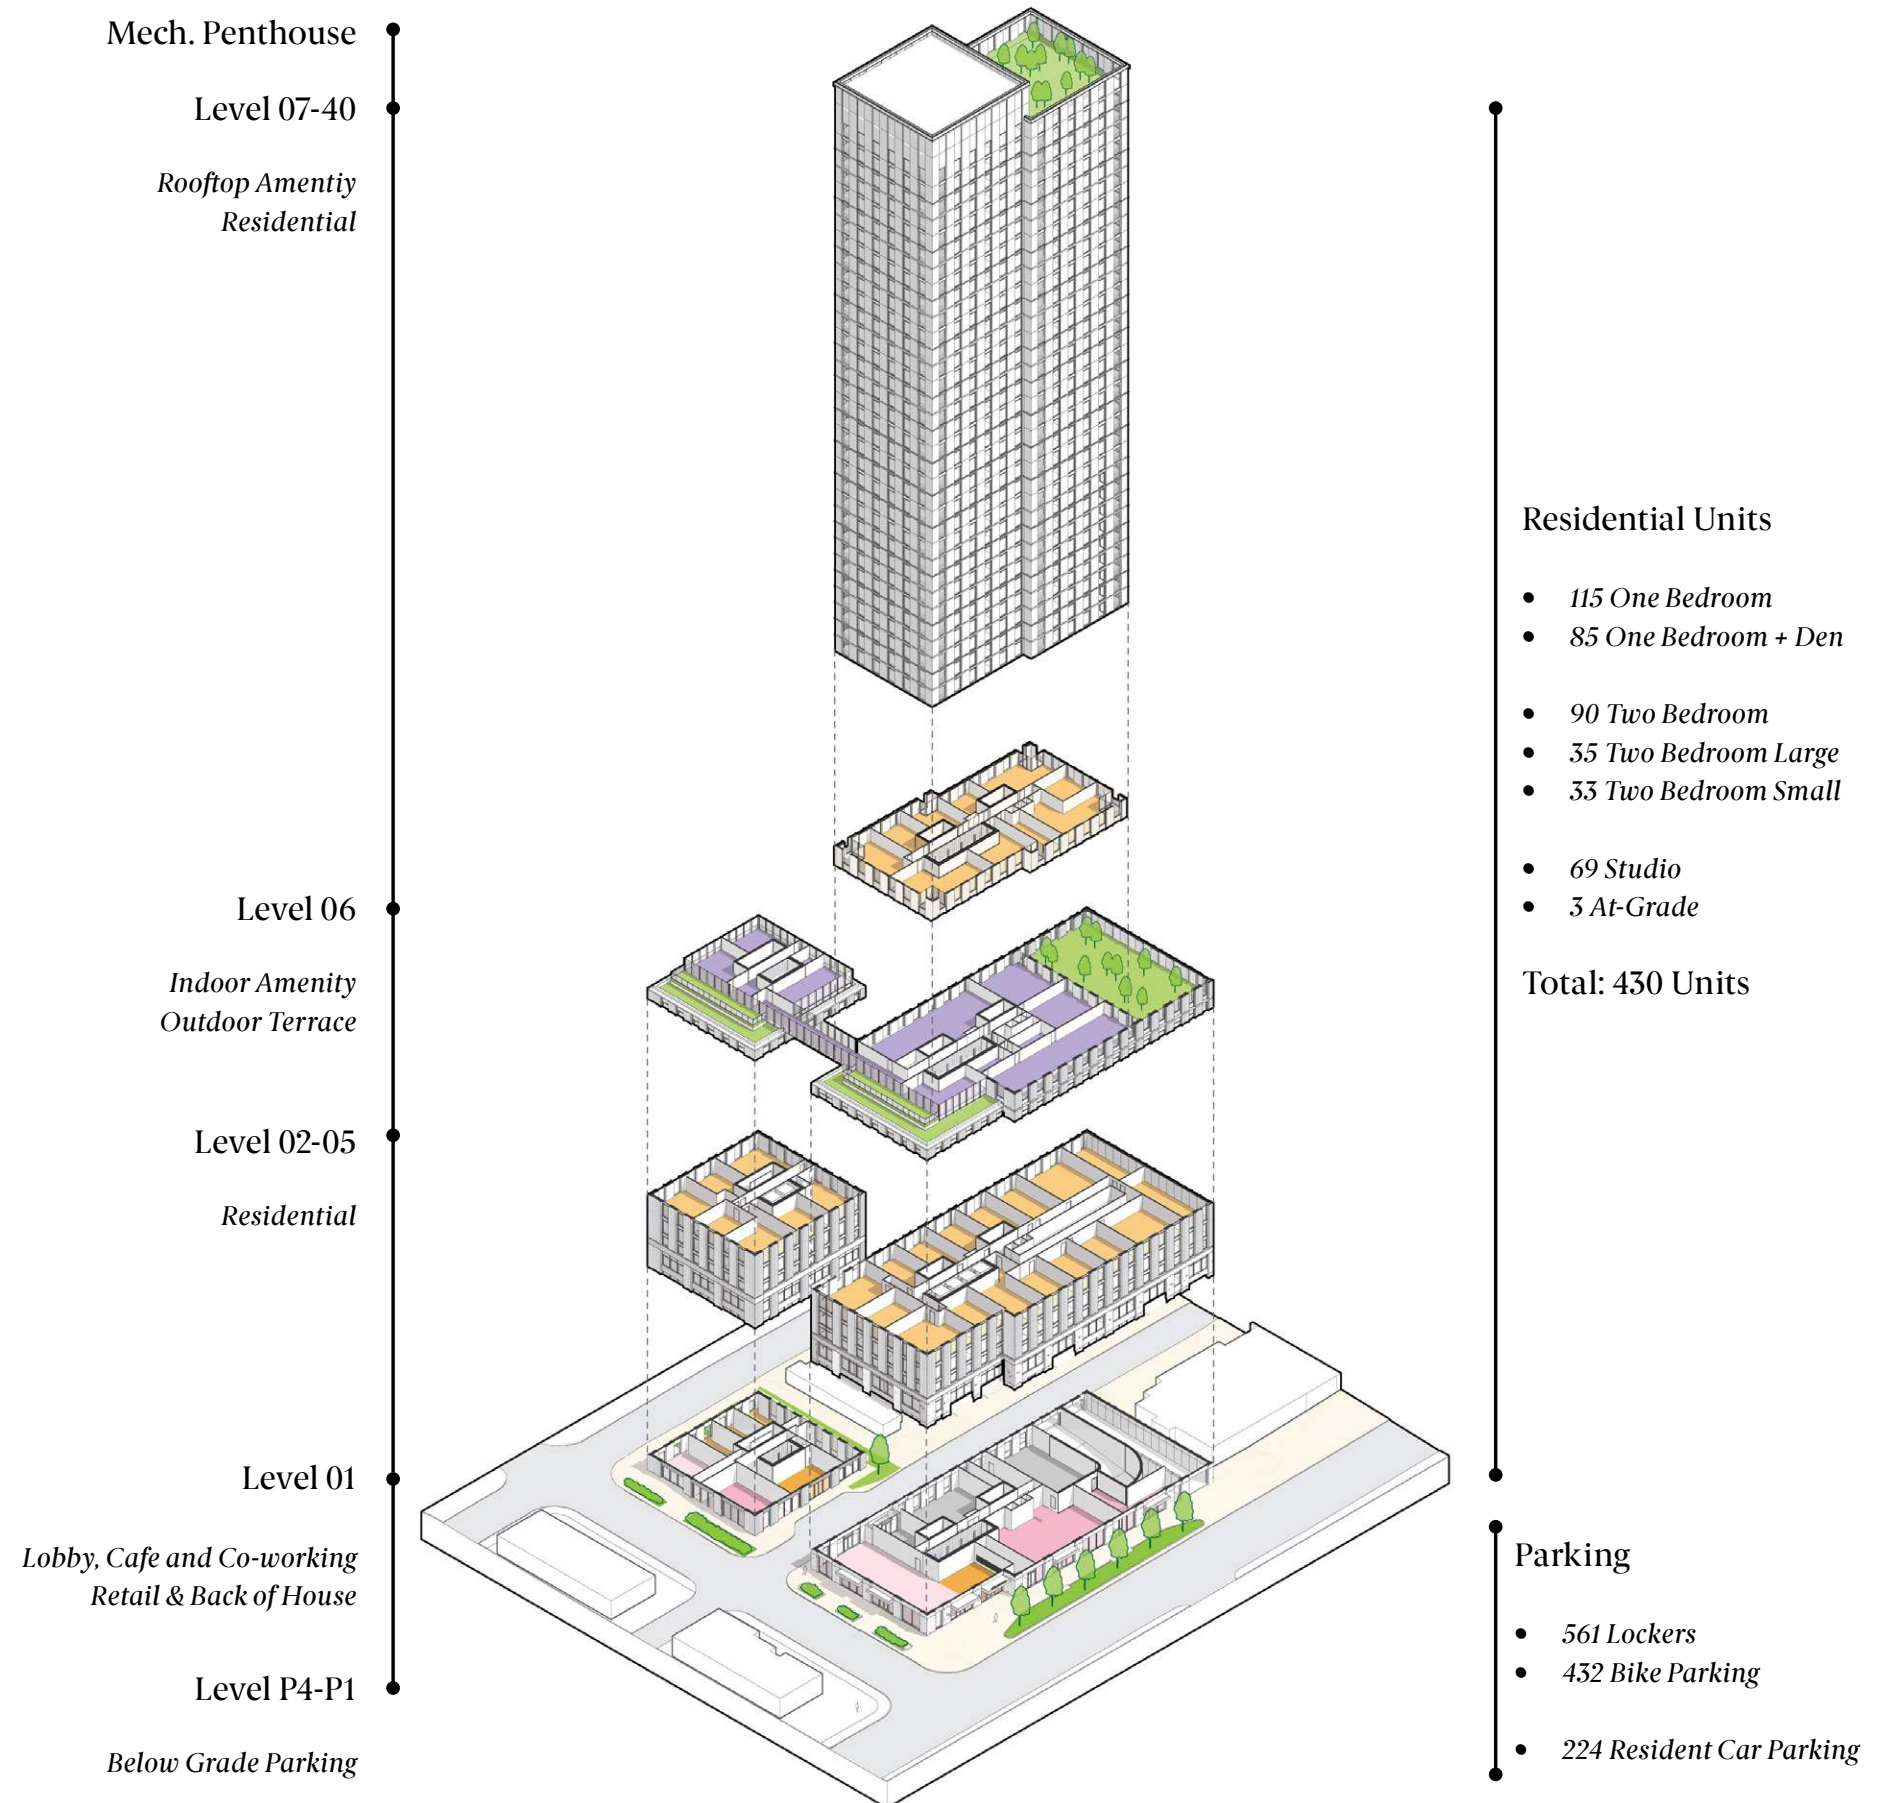 Mech. Penthouse
Level 07-40
Rooftop Amentiy
Residential
Level 06
Indoor Amenity
Outdoor Terrace
Level 02-05
Residential
Level 01
Lobby, Cafe and Co-working
Retail & Back of House
Level P4-P1
Below Grade Parking
Residential Units
• 115 One Bedroom
• 85 One Bedroom + Den
• 90 Two Bedroom
• 35 Two Bedroom Large
• 33 Two Bedroom Small
• 69 Studio
• 3 At-Grade
Total: 430 Units
Parking
• 561 Lockers
• 432 Bike Parking
• 224 Resident Car Parking